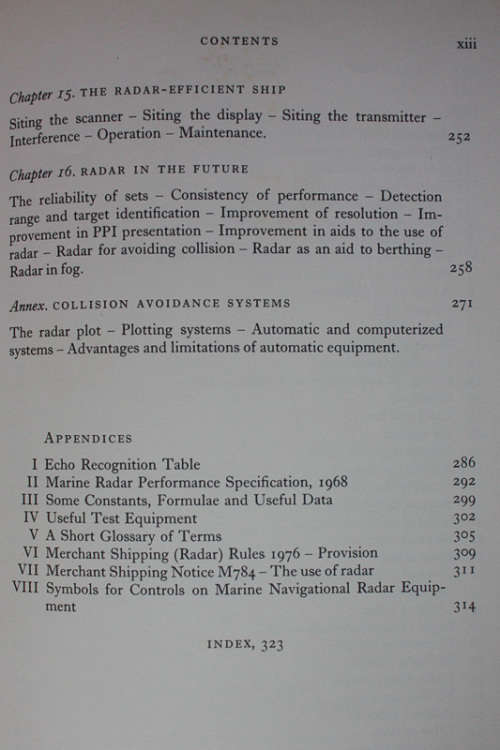 CONTENTS xiii
Chapter 15. THE RADAR-EFFICIENT SHIP
Siting the scanner – Siting the display – Siting the transmitter –
Interference – Operation – Maintenance. 252
Chapter 16. RADAR IN THE FUTURE
The reliability of sets – Consistency of performance – Detection
range and target identification – Improvement of resolution – Im-
provement in PPI presentation – Improvement in aids to the use of
radar – Radar for avoiding collision – Radar as an aid to berthing –
Radar in fog. 258
Annex. COLLISION AVOIDANCE SYSTEMS 271
The radar plot – Plotting systems – Automatic and computerized
systems – Advantages and limitations of automatic equipment.
APPENDICES
I Echo Recognition Table 286
II Marine Radar Performance Specification, 1968 292
III Some Constants, Formulae and Useful Data 299
IV Useful Test Equipment 302
V A Short Glossary of Terms 305
VI Merchant Shipping (Radar) Rules 1976 – Provision 309
VII Merchant Shipping Notice M784 – The use of radar 311
VIII Symbols for Controls on Marine Navigational Radar Equip-
ment 314
INDEX, 323